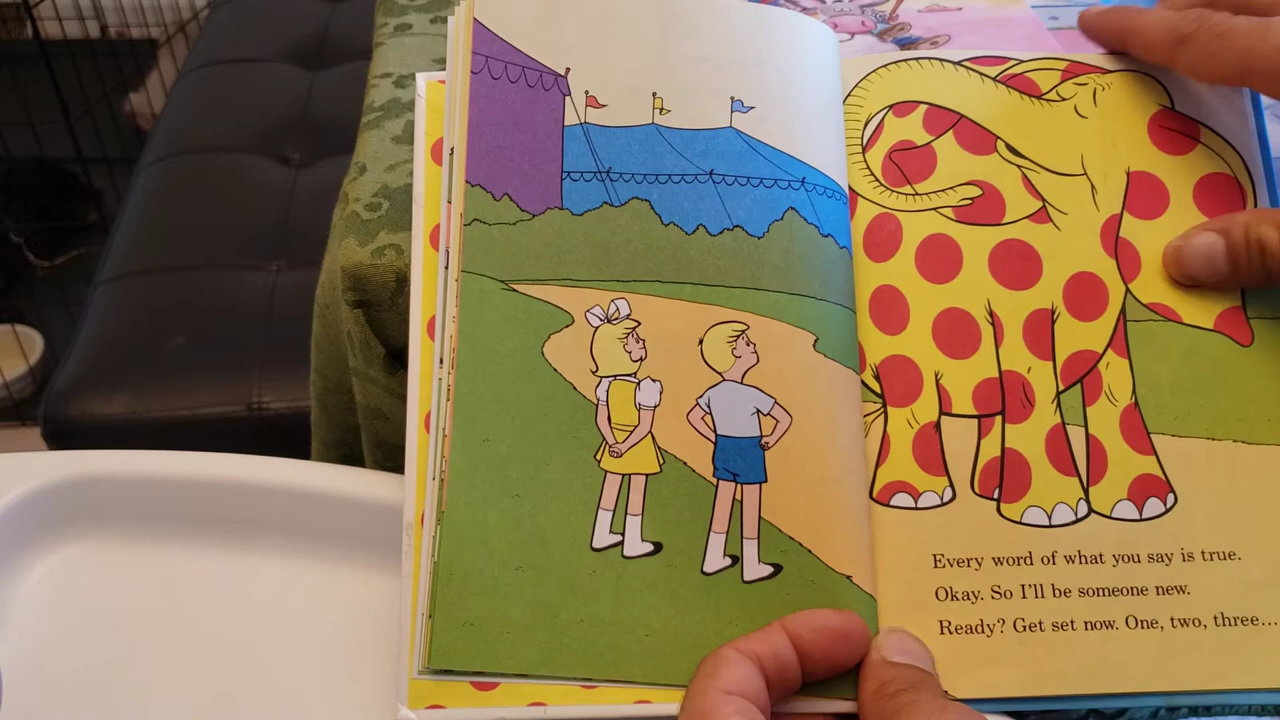 Every word of what you say is true.
Okay. So I'll be someone new.
Ready? Get set now. One, two, three...